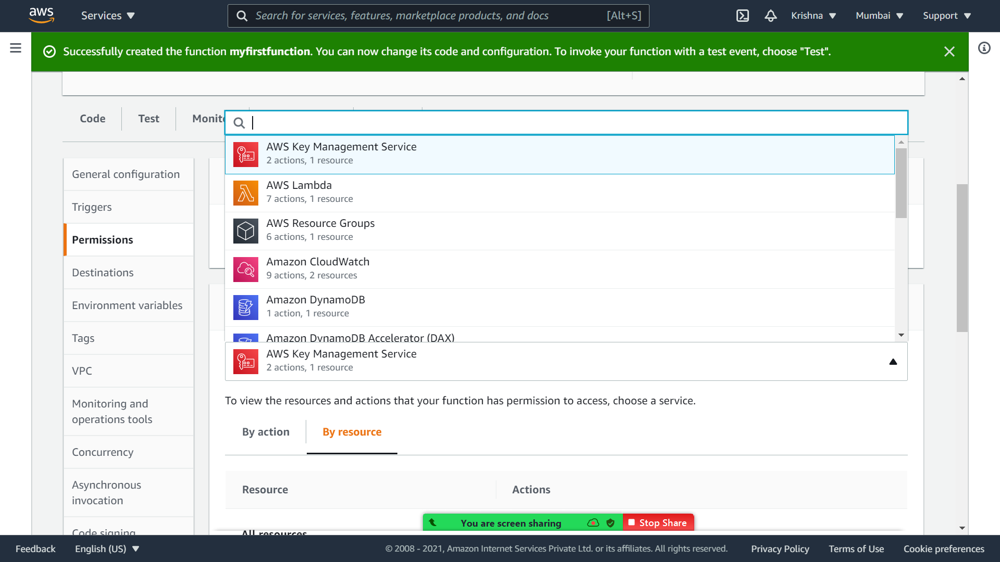 aws
Services
Search for services, features, marketplace products, and docs
[Alt+S]
Krishna
Mumbai
Support
Successfully created the function myfirstfunction. You can now change its code and configuration. To invoke your function with a test event, choose "Test".
Code
Test
Monit
General configuration
Triggers
Permissions
Destinations
Environment variables
Tags
VPC
Monitoring and
operations tools
Concurrency
Asynchronous
invocation
Code signing
AWS Key Management Service
2 actions, 1 resource
AWS Lambda
7 actions, 1 resource
AWS Resource Groups
6 actions, 1 resource
Amazon CloudWatch
9 actions, 2 resources
Amazon DynamoDB
1 action, 1 resource
Amazon DynamoDB Accelerator (DAX)
AWS Key Management Service
2 actions, 1 resource
To view the resources and actions that your function has permission to access, choose a service.
By action
By resource
Resource
Actions
All resources
You are screen sharing
Stop Share
Feedback
English (US)
© 2008 - 2021, Amazon Internet Services Private Ltd. or its affiliates. All rights reserved.
Privacy Policy
Terms of Use
Cookie preferences